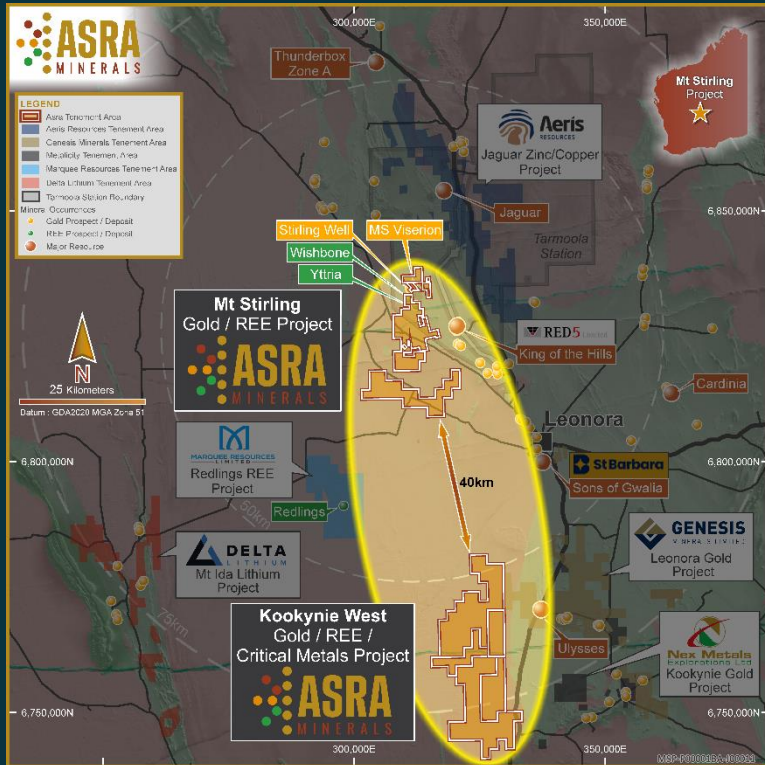 ASRA
MINERALS
300,000E
350,000E
Thunderbox
Zone A
Mt Stirling
Project
LEGEND
Asra Tenement Area
Aeris Resources Tenement Area
Genesis Minerals Tenement Area
Metalicity Tenement Area
Marquee Resources Tenement Area
Delta Lithium Tenement Area
Tarmoola Station Boundary
Mineral Occurrences
Gold Prospect / Deposit
REE Prospect / Deposit
Major Resource
Aeris
RESOURCES
Jaguar Zinc/Copper
Project
Jaguar
6,850,000N
Tarmoola
Station
Stirling Well
MS Viserion
Wishbone
Yttria
Mt Stirling
Gold / REE Project
ASRA
MINERALS
RED5
King of the Hills
N
25 Kilometers
Datum : GDA2020 MGA Zone 51
Cardinia
Leonora
MARQUEE RESOURCES
LIMITED
Redlings REE
Project
6,800,000N
6,800,000N
StBarbara
Sons of Gwalia
40km
Redlings
50km
DELTA
LITHIUM
Mt Ida Lithium
Project
75km
GENESIS
MINERALS LIMITED
Leonora Gold
Project
Kookynie West
Gold / REE /
Critical Metals Project
ASRA
MINERALS
Ulysses
Nex Metals
Explorations Ltd
Kookynie Gold
Project
6,750,000N
6,750,000N
300,000E
350,000E